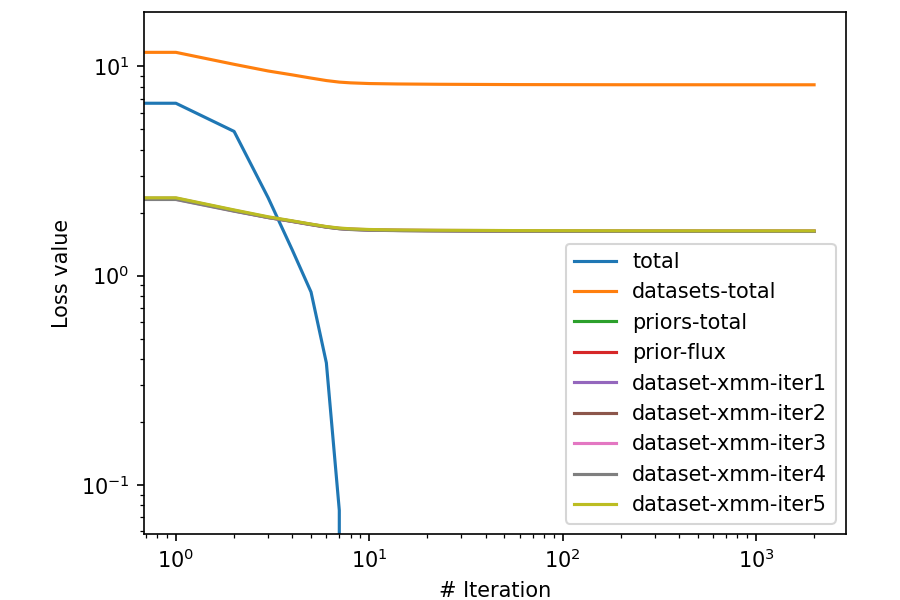 10¹
10⁰
10⁻¹
Loss value
total
datasets-total
priors-total
prior-flux
dataset-xmm-iter1
dataset-xmm-iter2
dataset-xmm-iter3
dataset-xmm-iter4
dataset-xmm-iter5
10⁰ 10¹ 10² 10³
# Iteration